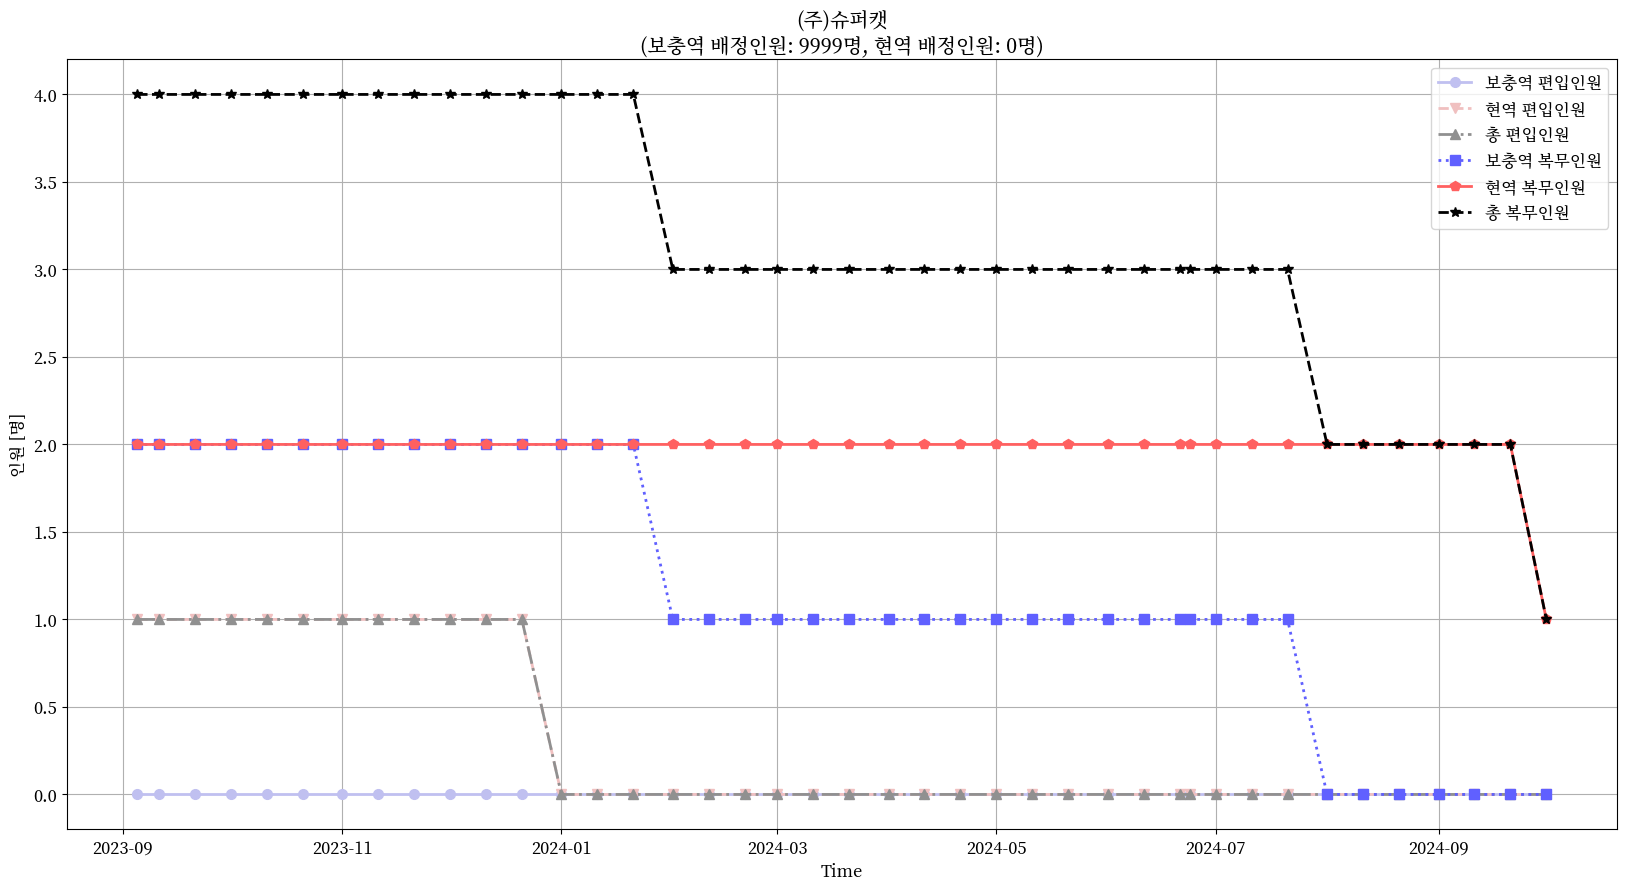 (주)슈퍼캣
(보충역 배정인원: 9999명, 현역 배정인원: 0명)
보충역 편입인원
현역 편입인원
총 편입인원
보충역 복무인원
현역 복무인원
총 복무인원
4.0
3.5
3.0
2.5
2.0
1.5
1.0
0.5
0.0
인원 [명]
2023-09 2023-11 2024-01 2024-03 2024-05 2024-07 2024-09
Time